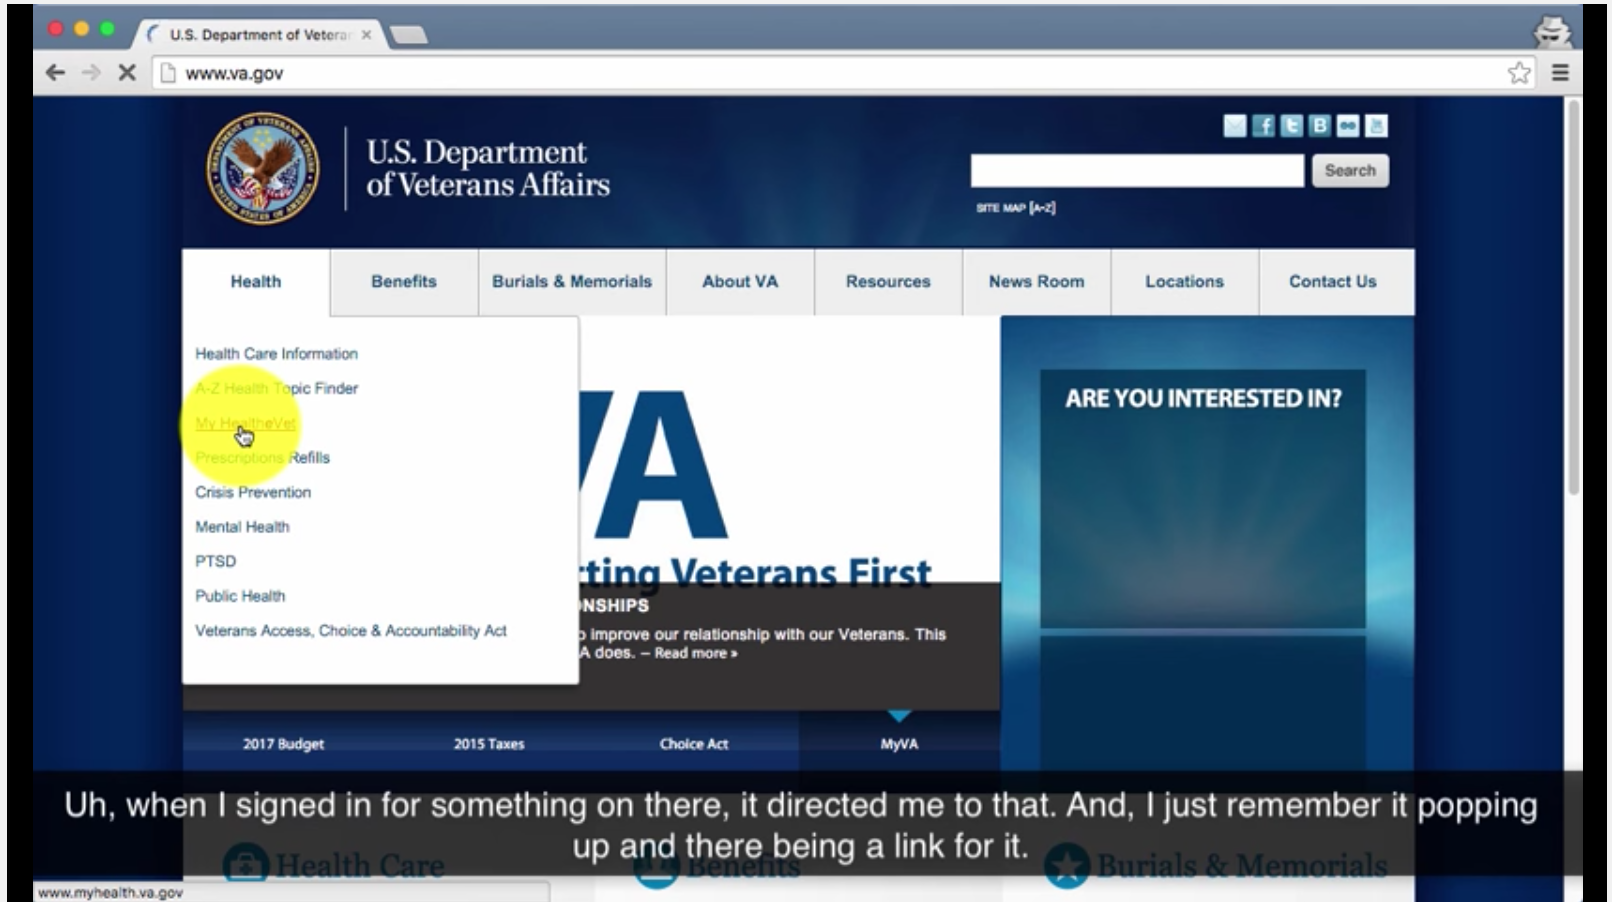 U.S. Department of Vetera
www.va.gov
U.S. Department
of Veterans Affairs
Search
SITE MAP [A-Z]
Health
Benefits
Burials & Memorials
About VA
Resources
News Room
Locations
Contact Us
Health Care Information
A-Z Health Topic Finder
My HealtheVet
Prescriptions Refills
Crisis Prevention
Mental Health
PTSD
Public Health
Veterans Access, Choice & Accountability Act
VA
tting Veterans First
ONSHIPS
o improve our relationship with our Veterans. This
A does. – Read more »
ARE YOU INTERESTED IN?
2017 Budget
2015 Taxes
Choice Act
MyVA
Uh, when I signed in for something on there, it directed me to that. And, I just remember it popping
up and there being a link for it.
Health Care
Benefits
Burials & Memorials
www.myhealth.va.gov